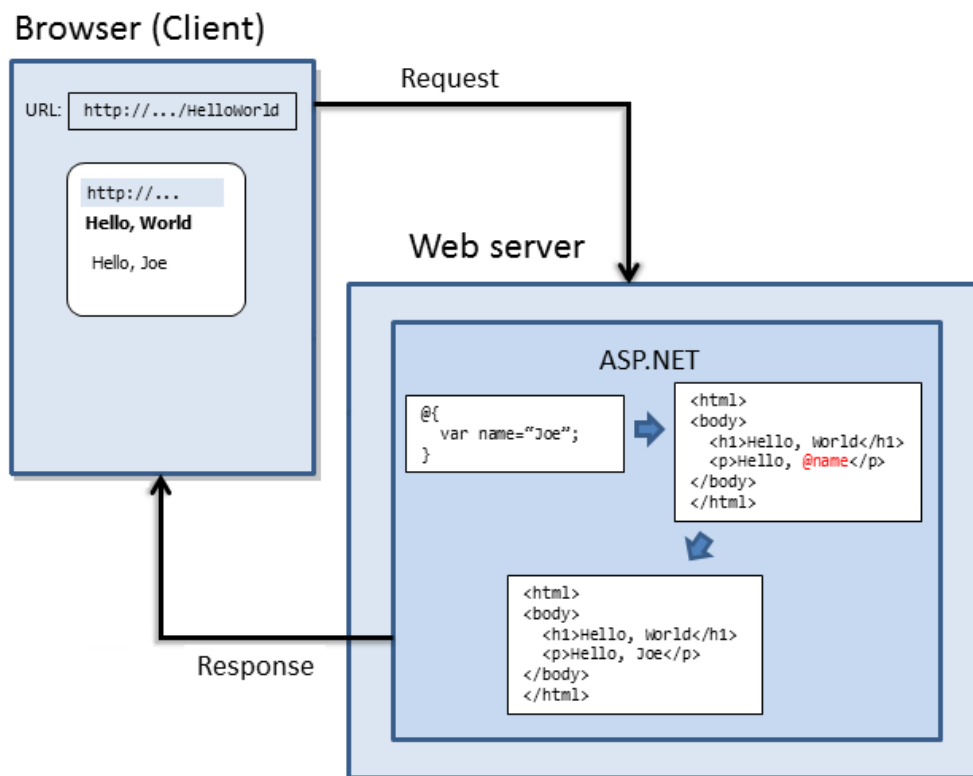 Browser (Client)
Request
URL: http://.../HelloWorld
http://...
Hello, World
Hello, Joe
Web server
ASP.NET
@{
var name=“Joe”;
}
<html>
<body>
<h1>Hello, World</h1>
<p>Hello, @name</p>
</body>
</html>
<html>
<body>
<h1>Hello, World</h1>
<p>Hello, Joe</p>
</body>
</html>
Response